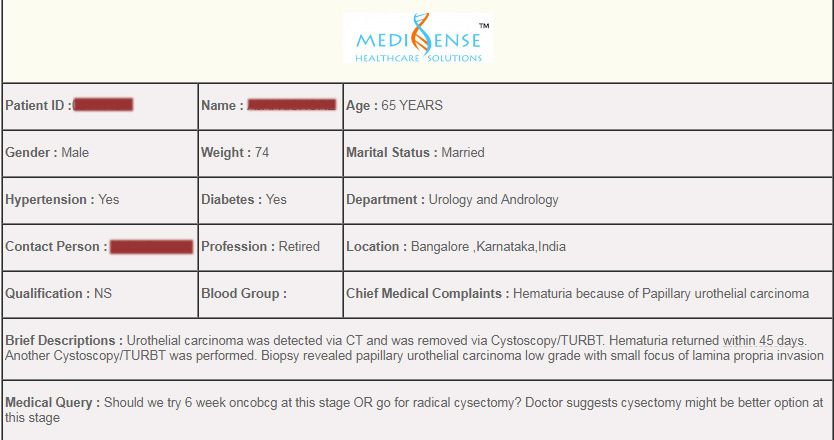 MEDISENSE™
HEALTHCARE SOLUTIONS
Patient ID :
Name :
Age : 65 YEARS
Gender : Male
Weight : 74
Marital Status : Married
Hypertension : Yes
Diabetes : Yes
Department : Urology and Andrology
Contact Person :
Profession : Retired
Location : Bangalore ,Karnataka,India
Qualification : NS
Blood Group :
Chief Medical Complaints : Hematuria because of Papillary urothelial carcinoma
Brief Descriptions : Urothelial carcinoma was detected via CT and was removed via Cystoscopy/TURBT. Hematuria returned within 45 days.
Another Cystoscopy/TURBT was performed. Biopsy revealed papillary urothelial carcinoma low grade with small focus of lamina propria invasion
Medical Query : Should we try 6 week oncobcg at this stage OR go for radical cysectomy? Doctor suggests cysectomy might be better option at
this stage